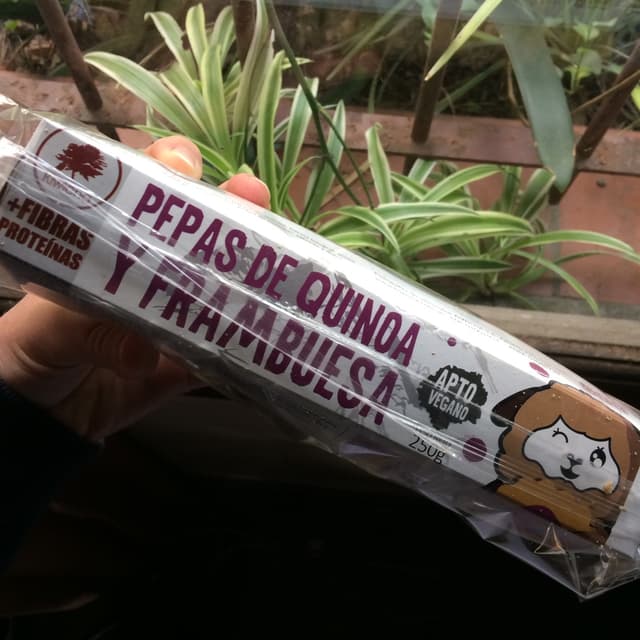 +FIBRAS
PROTEÍNAS
PEPAS DE QUINOA
Y FRAMBUESA
APTO
VEGANO
250g